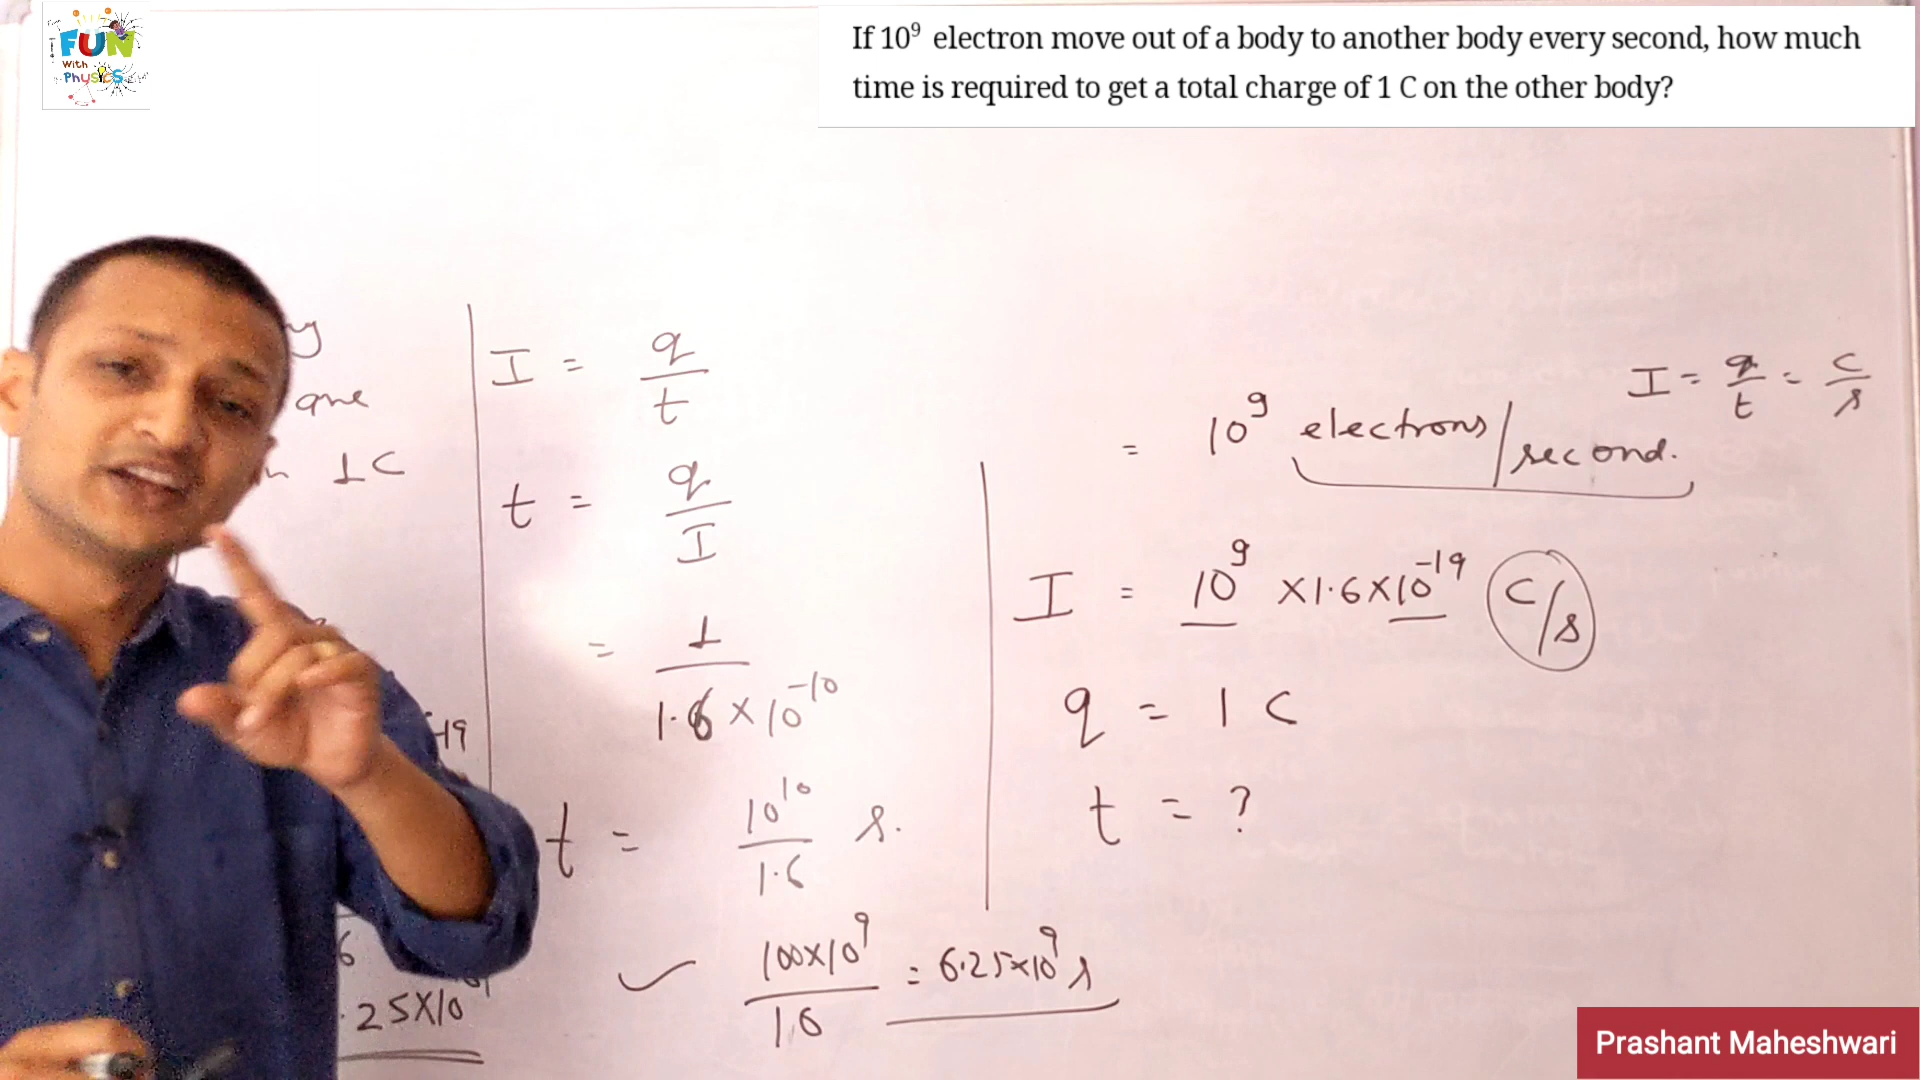 FUN
With
Physics
If 10⁹ electron move out of a body to another body every second, how much
time is required to get a total charge of 1 C on the other body?
one
1C
-19
6
.25×10
I = q/t
t = q/I
= 1/1.6×10⁻¹⁰
t = 10¹⁰/1.6 s.
100×10⁹/16 = 6.25×10⁹ s
I = q/t = C/s
= 10⁹ electrons/second.
I = 10⁹ ×1.6×10⁻¹⁹ C/s
q = 1 C
t = ?
Prashant Maheshwari